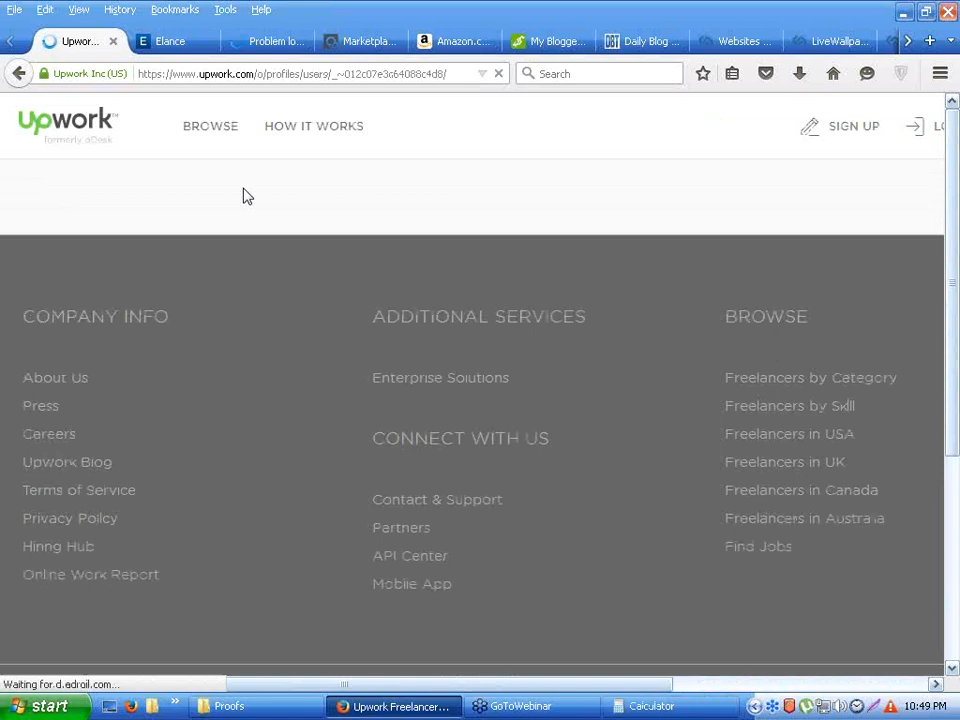 File Edit View History Bookmarks Tools Help
Upwor... Elance Problem lo... Marketpla... Amazon.c... My Blogge... Daily Blog ... Websites ... LiveWallpa...
Upwork Inc (US) https://www.upwork.com/o/profiles/users/_~012c07e3c64088c4d8/ Search
Upwork™ BROWSE HOW IT WORKS SIGN UP LO
formerly oDesk
COMPANY INFO
About Us
Press
Careers
Upwork Blog
Terms of Service
Privacy Policy
Hiring Hub
Online Work Report
ADDITIONAL SERVICES
Enterprise Solutions
CONNECT WITH US
Contact & Support
Partners
API Center
Mobile App
BROWSE
Freelancers by Category
Freelancers by Skill
Freelancers in USA
Freelancers in UK
Freelancers in Canada
Freelancers in Australia
Find Jobs
Waiting for d.adroll.com...
start Proofs Upwork Freelancer... GoToWebinar Calculator 10:49 PM